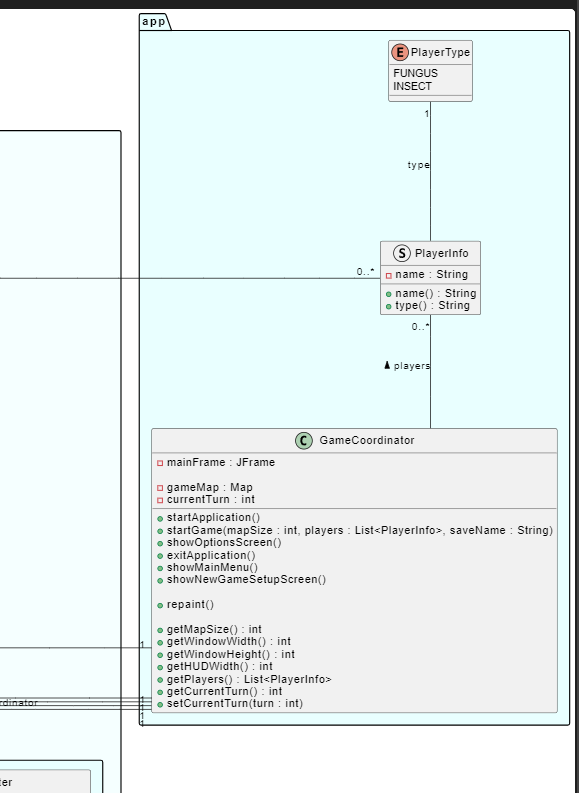 app
E PlayerType
FUNGUS
INSECT
1
type
S PlayerInfo
0..*
name : String
name() : String
type() : String
0..*
players
C GameCoordinator
mainFrame : JFrame
gameMap : Map
currentTurn : int
startApplication()
startGame(mapSize : int, players : List<PlayerInfo>, saveName : String)
showOptionsScreen()
exitApplication()
showMainMenu()
showNewGameSetupScreen()
repaint()
getMapSize() : int
1
getWindowWidth() : int
getWindowHeight() : int
getHUDWidth() : int
getPlayers() : List<PlayerInfo>
getCurrentTurn() : int
1
rdinator
setCurrentTurn(turn : int)
1
1
1
ter